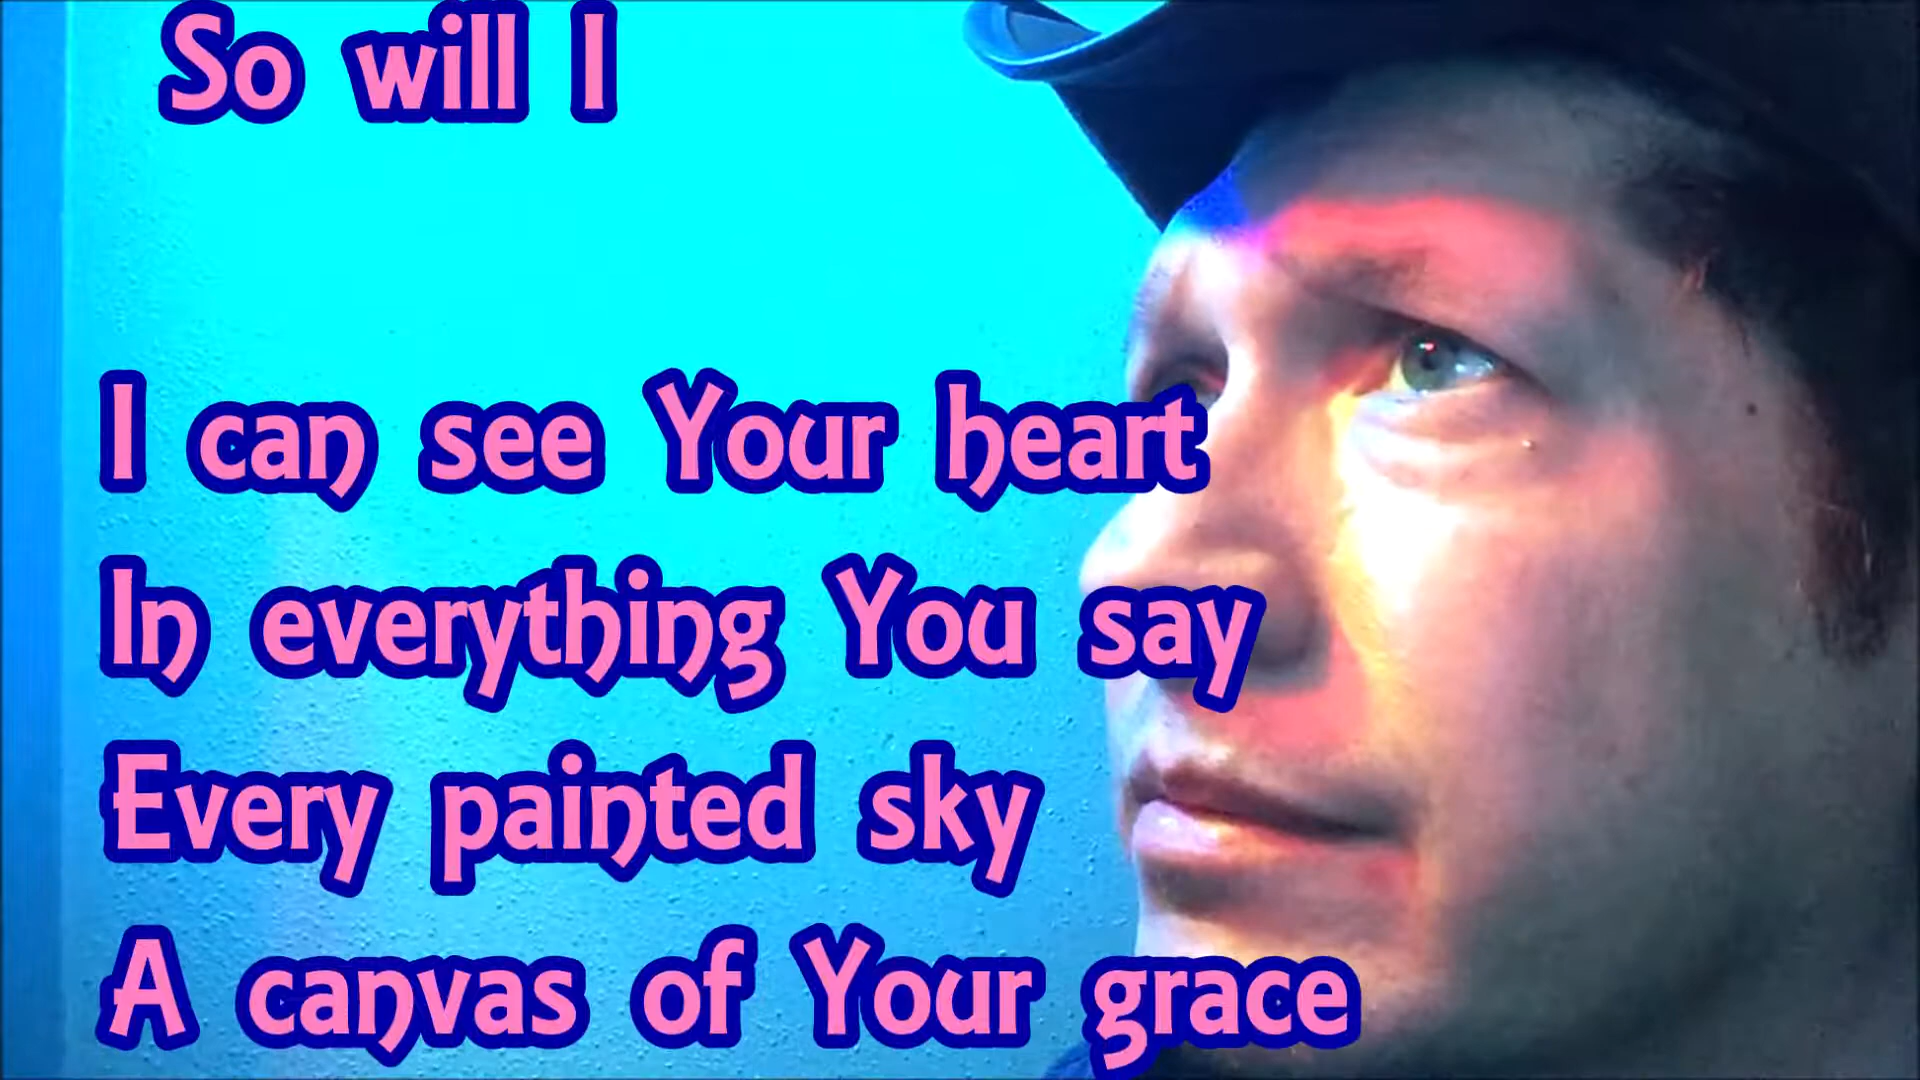 So will I
I can see Your heart
In everything You say
Every painted sky
A canvas of Your grace